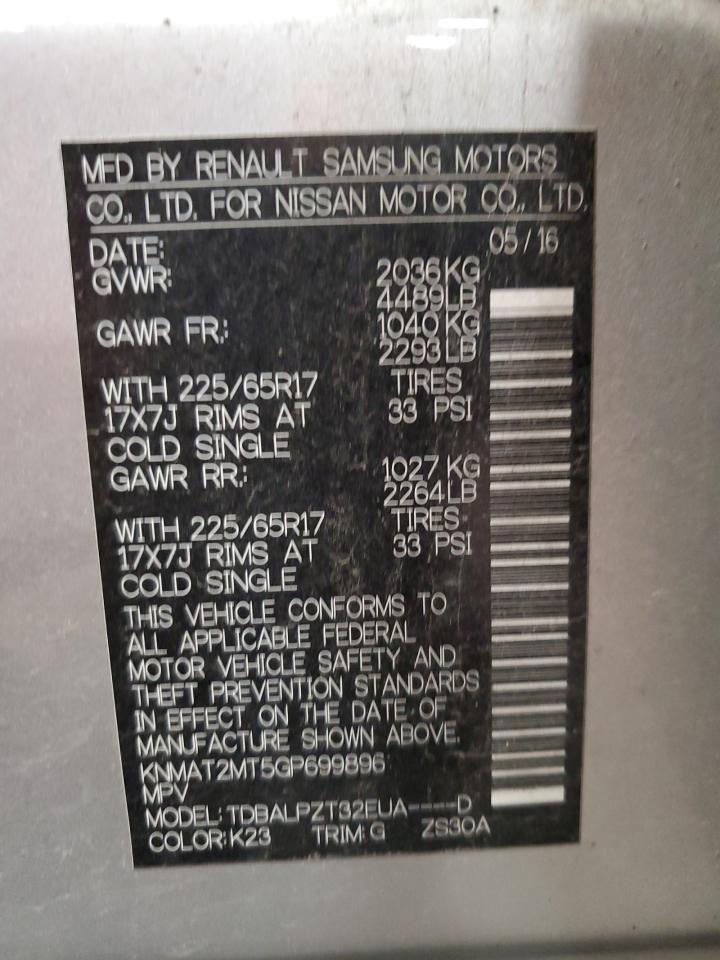 MFD BY RENAULT SAMSUNG MOTORS
CO., LTD. FOR NISSAN MOTOR CO., LTD.
DATE: 05/16
GVWR: 2036KG
4489LB
GAWR FR.: 1040KG
2293LB
WITH 225/65R17 TIRES
17X7J RIMS AT 33 PSI
COLD SINGLE
GAWR RR.: 1027KG
2264LB
WITH 225/65R17 TIRES
17X7J RIMS AT 33 PSI
COLD SINGLE
THIS VEHICLE CONFORMS TO
ALL APPLICABLE FEDERAL
MOTOR VEHICLE SAFETY AND
THEFT PREVENTION STANDARDS
IN EFFECT ON THE DATE OF
MANUFACTURE SHOWN ABOVE.
KNMAT2MT5GP699896
MPV
MODEL:TDBALPZT32EUA----D
COLOR:K23 TRIM:G ZS30A